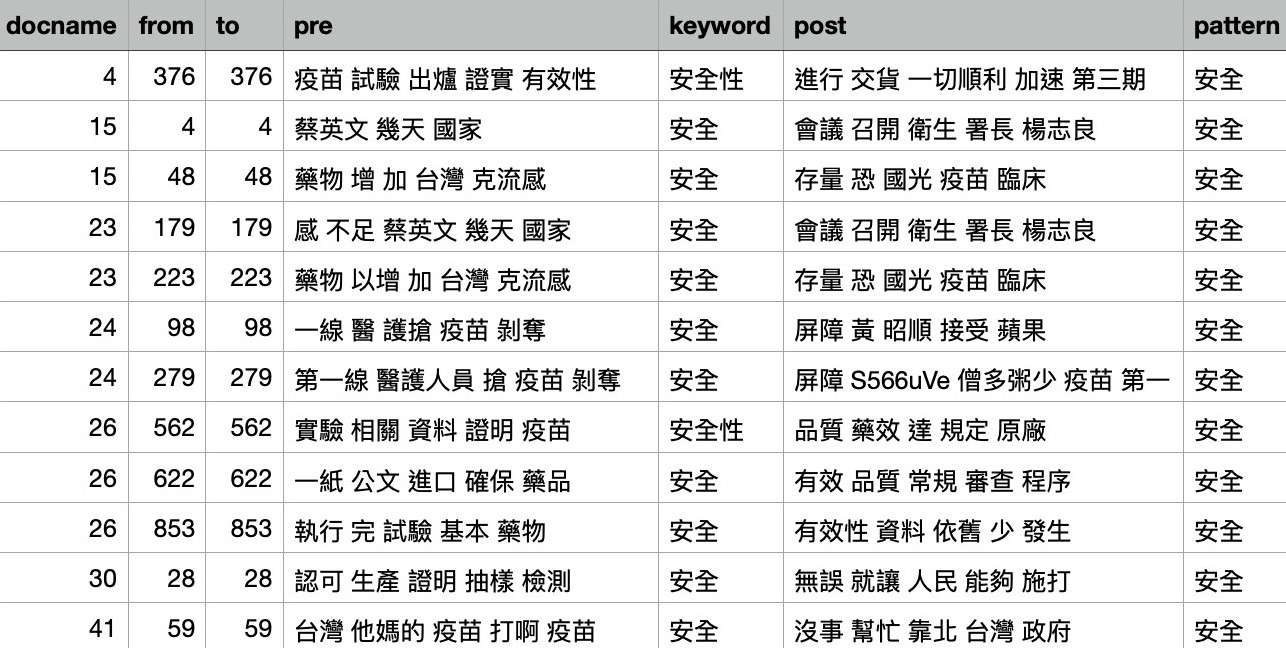 docname from to pre keyword post pattern
4 376 376 疫苗 試驗 出爐 證實 有效性 安全性 進行 交貨 一切順利 加速 第三期 安全
15 4 4 蔡英文 幾天 國家 安全 會議 召開 衛生 署長 楊志良 安全
15 48 48 藥物 增 加 台灣 克流感 安全 存量 恐 國光 疫苗 臨床 安全
23 179 179 感 不足 蔡英文 幾天 國家 安全 會議 召開 衛生 署長 楊志良 安全
23 223 223 藥物 以增 加 台灣 克流感 安全 存量 恐 國光 疫苗 臨床 安全
24 98 98 一線 醫 護搶 疫苗 剝奪 安全 屏障 黃 昭順 接受 蘋果 安全
24 279 279 第一線 醫護人員 搶 疫苗 剝奪 安全 屏障 S566uVe 僧多粥少 疫苗 第一 安全
26 562 562 實驗 相關 資料 證明 疫苗 安全性 品質 藥效 達 規定 原廠 安全
26 622 622 一紙 公文 進口 確保 藥品 安全 有效 品質 常規 審查 程序 安全
26 853 853 執行 完 試驗 基本 藥物 安全 有效性 資料 依舊 少 發生 安全
30 28 28 認可 生產 證明 抽樣 檢測 安全 無誤 就讓 人民 能夠 施打 安全
41 59 59 台灣 他媽的 疫苗 打啊 疫苗 安全 沒事 幫忙 靠北 台灣 政府 安全